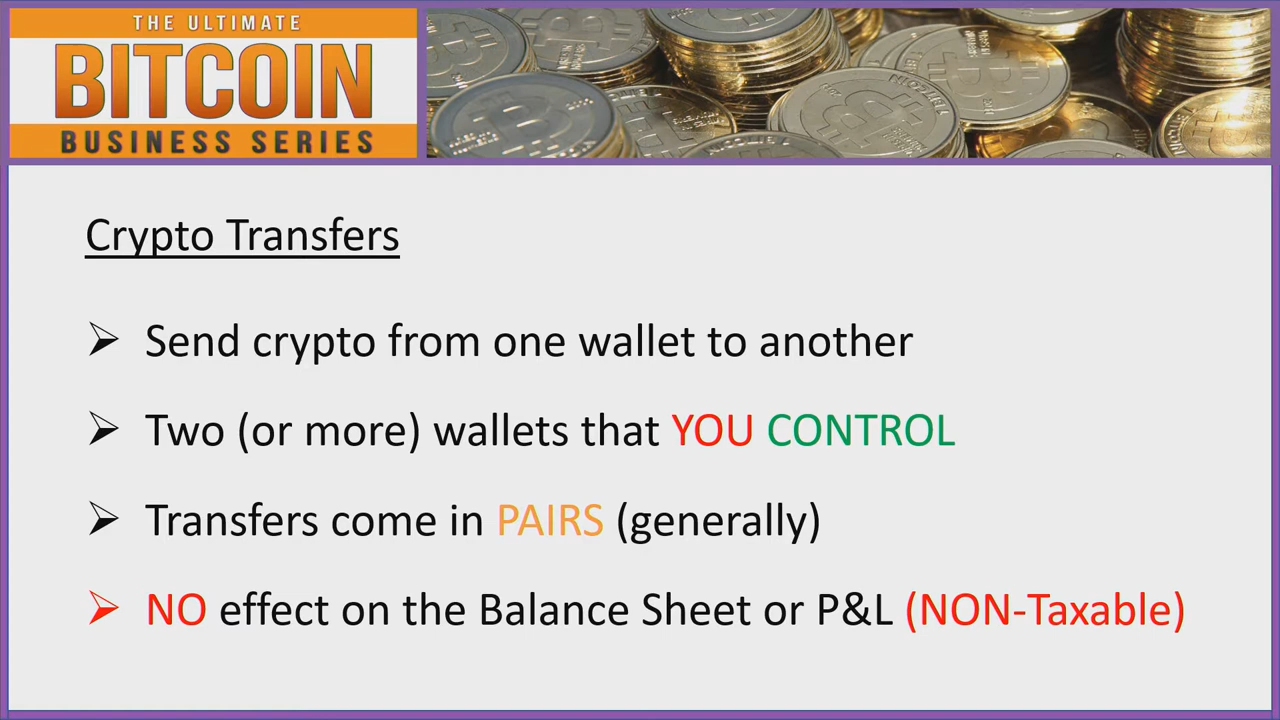 THE ULTIMATE
BITCOIN
BUSINESS SERIES
Crypto Transfers
➢ Send crypto from one wallet to another
➢ Two (or more) wallets that YOU CONTROL
➢ Transfers come in PAIRS (generally)
➢ NO effect on the Balance Sheet or P&L (NON-Taxable)